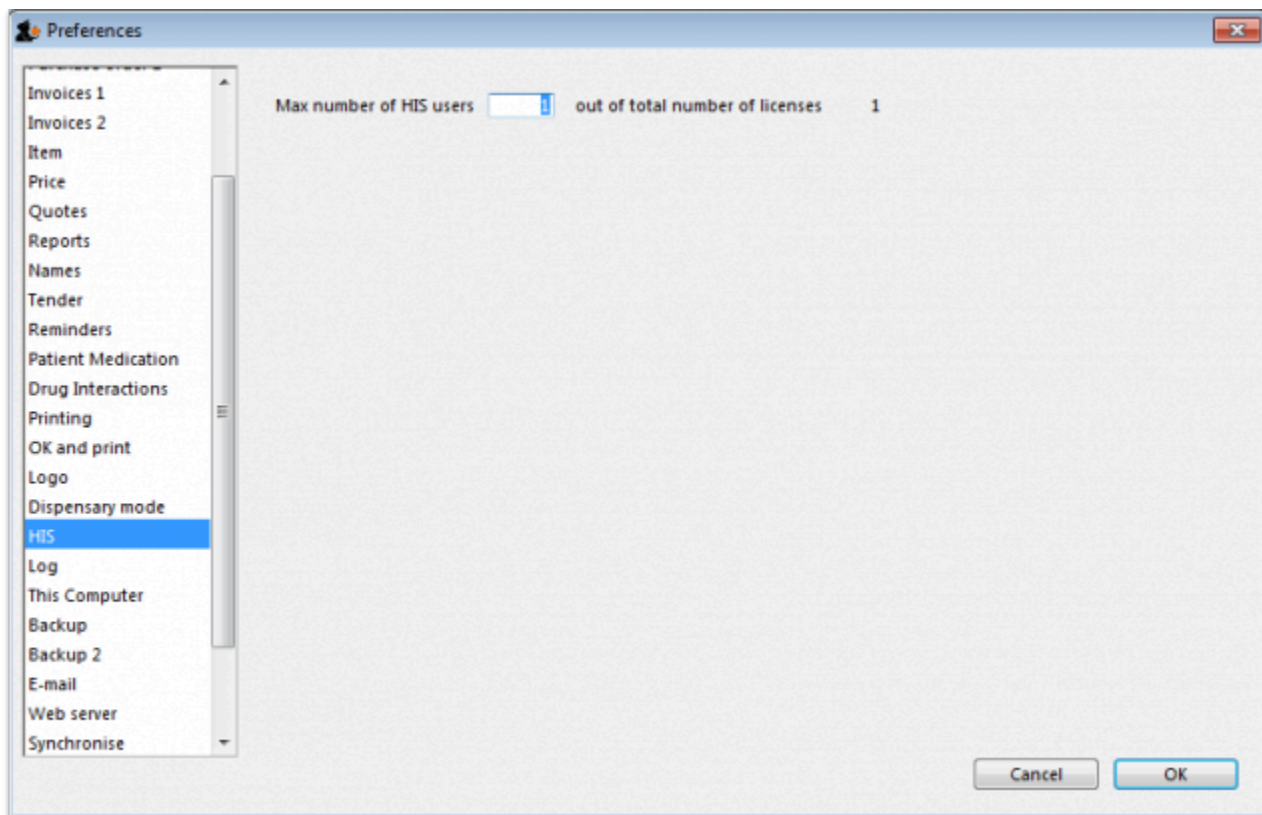 Preferences
Invoices 1
Invoices 2
Item
Price
Quotes
Reports
Names
Tender
Reminders
Patient Medication
Drug Interactions
Printing
OK and print
Logo
Dispensary mode
HIS
Log
This Computer
Backup
Backup 2
E-mail
Web server
Synchronise
Max number of HIS users 1 out of total number of licenses 1
Cancel OK